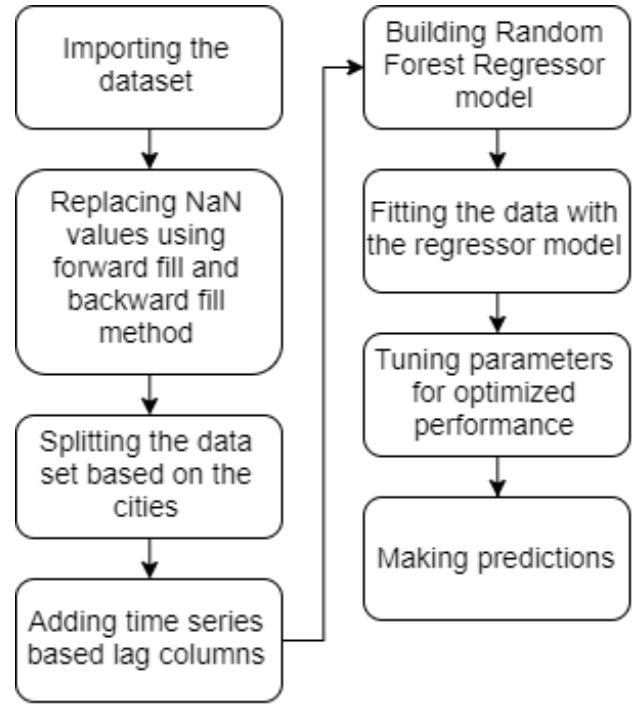 Importing the
dataset
Replacing NaN
values using
forward fill and
backward fill
method
Splitting the data
set based on the
cities
Adding time series
based lag columns
Building Random
Forest Regressor
model
Fitting the data with
the regressor model
Tuning parameters
for optimized
performance
Making predictions